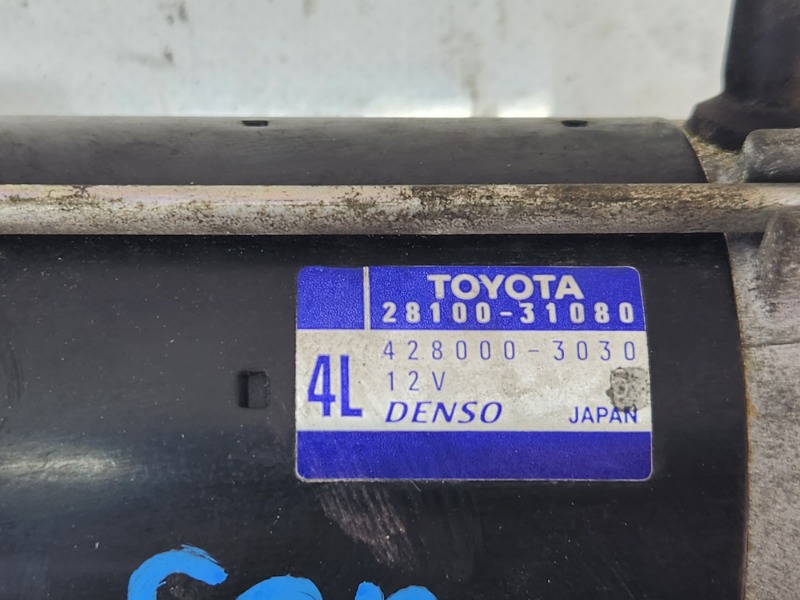 TOYOTA
28100-31080
428000-3030
4L 12V
DENSO JAPAN